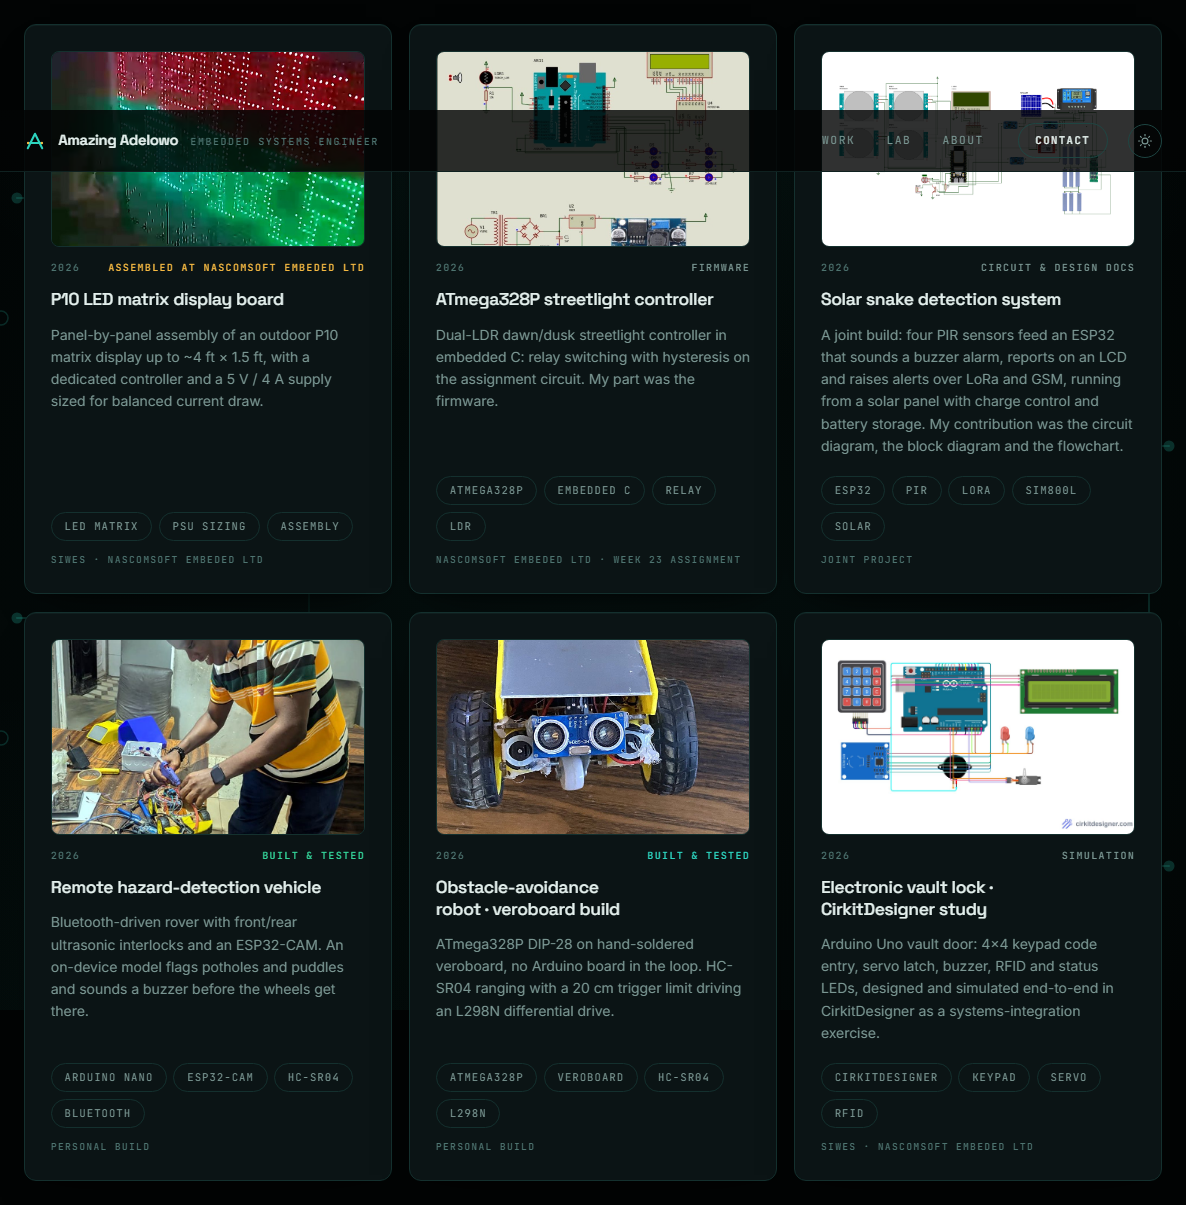 Amazing Adelowo EMBEDDED SYSTEMS ENGINEER
WORK LAB ABOUT CONTACT
2026 ASSEMBLED AT NASCOMSOFT EMBEDED LTD
P10 LED matrix display board
Panel-by-panel assembly of an outdoor P10
matrix display up to ~4 ft × 1.5 ft, with a
dedicated controller and a 5 V / 4 A supply
sized for balanced current draw.
LED MATRIX PSU SIZING ASSEMBLY
SIWES · NASCOMSOFT EMBEDED LTD
2026 FIRMWARE
ATmega328P streetlight controller
Dual-LDR dawn/dusk streetlight controller in
embedded C: relay switching with hysteresis on
the assignment circuit. My part was the
firmware.
ATMEGA328P EMBEDDED C RELAY
LDR
NASCOMSOFT EMBEDED LTD · WEEK 23 ASSIGNMENT
2026 CIRCUIT & DESIGN DOCS
Solar snake detection system
A joint build: four PIR sensors feed an ESP32
that sounds a buzzer alarm, reports on an LCD
and raises alerts over LoRa and GSM, running
from a solar panel with charge control and
battery storage. My contribution was the circuit
diagram, the block diagram and the flowchart.
ESP32 PIR LORA SIM800L
SOLAR
JOINT PROJECT
2026 BUILT & TESTED
Remote hazard-detection vehicle
Bluetooth-driven rover with front/rear
ultrasonic interlocks and an ESP32-CAM. An
on-device model flags potholes and puddles
and sounds a buzzer before the wheels get
there.
ARDUINO NANO ESP32-CAM HC-SR04
BLUETOOTH
PERSONAL BUILD
2026 BUILT & TESTED
Obstacle-avoidance
robot · veroboard build
ATmega328P DIP-28 on hand-soldered
veroboard, no Arduino board in the loop. HC-
SR04 ranging with a 20 cm trigger limit driving
an L298N differential drive.
ATMEGA328P VEROBOARD HC-SR04
L298N
PERSONAL BUILD
cirkitdesigner.com
2026 SIMULATION
Electronic vault lock ·
CirkitDesigner study
Arduino Uno vault door: 4×4 keypad code
entry, servo latch, buzzer, RFID and status
LEDs, designed and simulated end-to-end in
CirkitDesigner as a systems-integration
exercise.
CIRKITDESIGNER KEYPAD SERVO
RFID
SIWES · NASCOMSOFT EMBEDED LTD